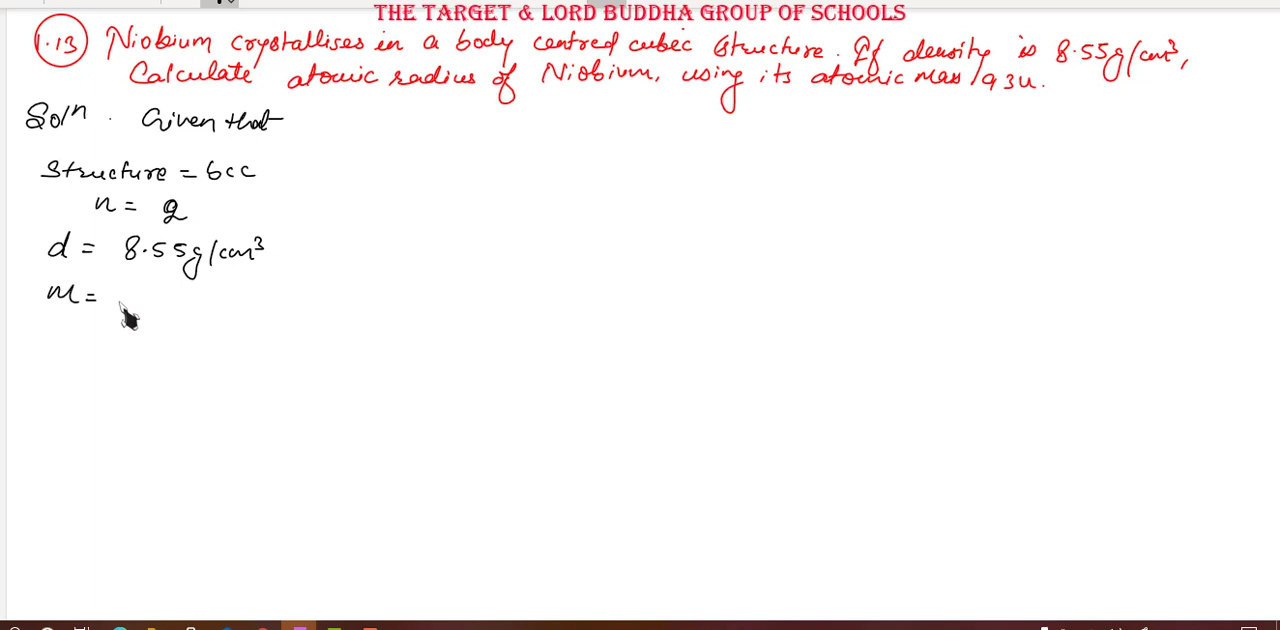 THE TARGET & LORD BUDDHA GROUP OF SCHOOLS
1.13 Niobium crystallises in a body centred cubic structure. If density is 8.55g/cm³,
Calculate atomic radius of Niobium, using its atomic mass 93u.
Solⁿ. Given that
Structure = bcc
n = 2
d = 8.55g/cm³
M =